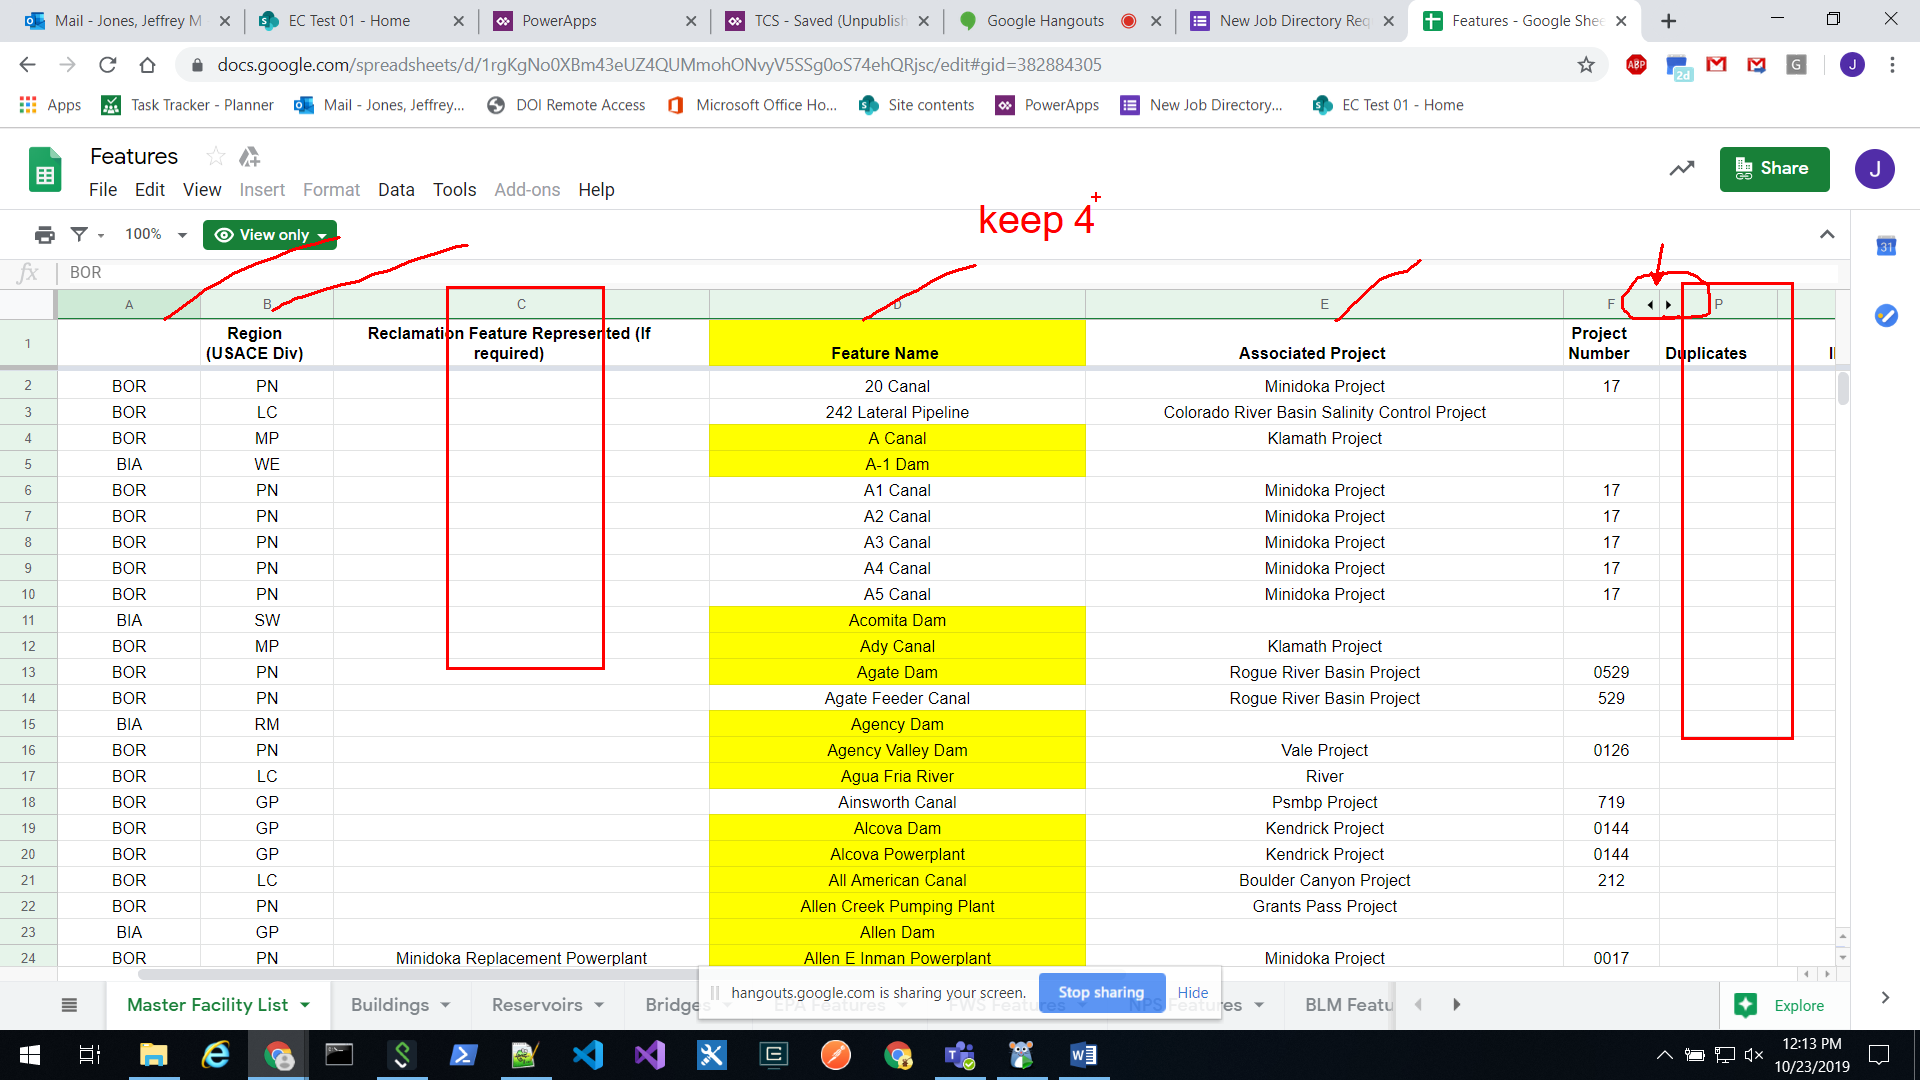 Mail - Jones, Jeffrey M
EC Test 01 - Home
PowerApps
TCS - Saved (Unpublish
Google Hangouts
New Job Directory Req
Features - Google Shee
docs.google.com/spreadsheets/d/1rgKgNo0XBm43eUZ4QUMmohONvyV5SSg0oS74ehQRjsc/edit#gid=382884305
ABP
2d
G
J
Apps
Task Tracker - Planner
Mail - Jones, Jeffrey...
DOI Remote Access
Microsoft Office Ho...
Site contents
PowerApps
New Job Directory...
EC Test 01 - Home
Features
File Edit View Insert Format Data Tools Add-ons Help
Share
J
keep 4
100%
View only
31
fx BOR
A B C D E F P
1 Region (USACE Div) Reclamation Feature Represented (If required) Feature Name Associated Project Project Number Duplicates
2 BOR PN 20 Canal Minidoka Project 17
3 BOR LC 242 Lateral Pipeline Colorado River Basin Salinity Control Project
4 BOR MP A Canal Klamath Project
5 BIA WE A-1 Dam
6 BOR PN A1 Canal Minidoka Project 17
7 BOR PN A2 Canal Minidoka Project 17
8 BOR PN A3 Canal Minidoka Project 17
9 BOR PN A4 Canal Minidoka Project 17
10 BOR PN A5 Canal Minidoka Project 17
11 BIA SW Acomita Dam
12 BOR MP Ady Canal Klamath Project
13 BOR PN Agate Dam Rogue River Basin Project 0529
14 BOR PN Agate Feeder Canal Rogue River Basin Project 529
15 BIA RM Agency Dam
16 BOR PN Agency Valley Dam Vale Project 0126
17 BOR LC Agua Fria River River
18 BOR GP Ainsworth Canal Psmbp Project 719
19 BOR GP Alcova Dam Kendrick Project 0144
20 BOR GP Alcova Powerplant Kendrick Project 0144
21 BOR LC All American Canal Boulder Canyon Project 212
22 BOR PN Allen Creek Pumping Plant Grants Pass Project
23 BIA GP Allen Dam
24 BOR PN Minidoka Replacement Powerplant Allen E Inman Powerplant Minidoka Project 0017
hangouts.google.com is sharing your screen. Stop sharing Hide
Master Facility List Buildings Reservoirs Bridges EPA Features FWS Features NPS Features BLM Featu
Explore
12:13 PM
10/23/2019